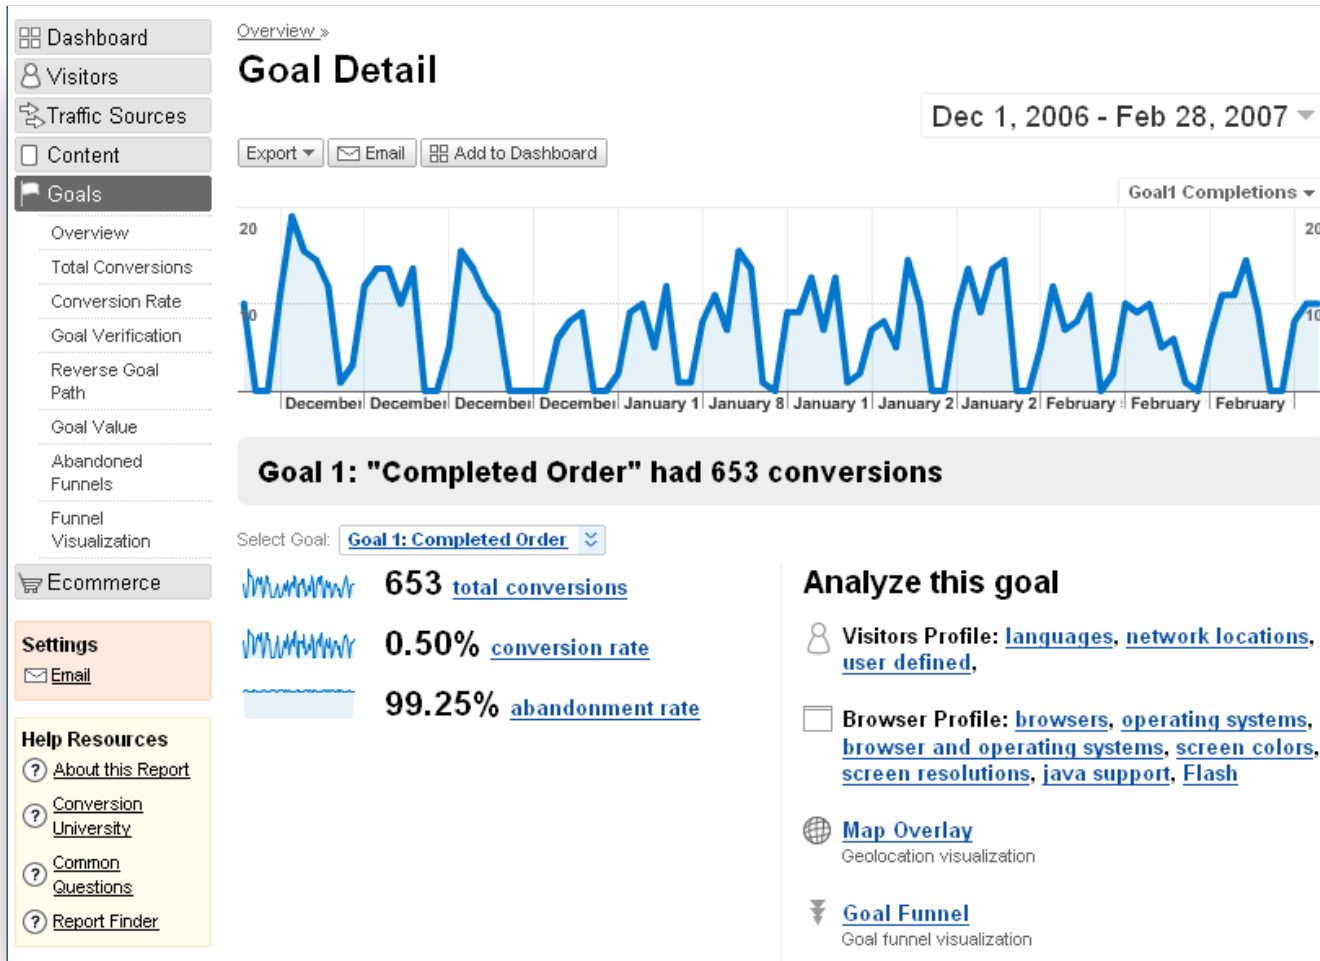 Dashboard
Visitors
Traffic Sources
Content
Goals
Overview
Total Conversions
Conversion Rate
Goal Verification
Reverse Goal
Path
Goal Value
Abandoned
Funnels
Funnel
Visualization
Ecommerce
Settings
Email
Help Resources
? About this Report
? Conversion
University
? Common
Questions
? Report Finder
Overview »
Goal Detail
Dec 1, 2006 - Feb 28, 2007
Export Email Add to Dashboard
Goal1 Completions
20 20
10 10
December December December December January 1 January 8 January 1 January 2 January 2 February February February
Goal 1: "Completed Order" had 653 conversions
Select Goal: Goal 1: Completed Order
653 total conversions
0.50% conversion rate
99.25% abandonment rate
Analyze this goal
Visitors Profile: languages, network locations,
user defined,
Browser Profile: browsers, operating systems,
browser and operating systems, screen colors,
screen resolutions, java support, Flash
Map Overlay
Geolocation visualization
Goal Funnel
Goal funnel visualization